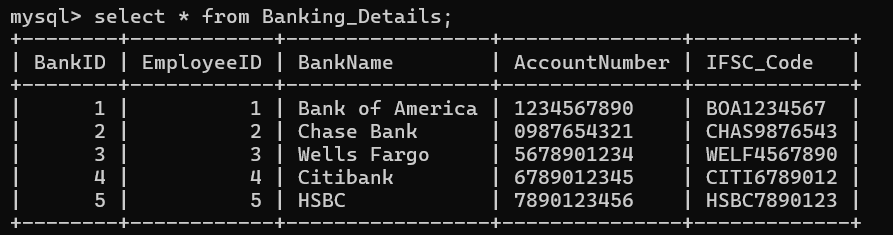 mysql> select * from Banking_Details;
+--------+------------+-----------------+---------------+-------------+
| BankID | EmployeeID | BankName        | AccountNumber | IFSC_Code   |
+--------+------------+-----------------+---------------+-------------+
|      1 |          1 | Bank of America | 1234567890    | BOA1234567  |
|      2 |          2 | Chase Bank      | 0987654321    | CHAS9876543 |
|      3 |          3 | Wells Fargo     | 5678901234    | WELF4567890 |
|      4 |          4 | Citibank        | 6789012345    | CITI6789012 |
|      5 |          5 | HSBC            | 7890123456    | HSBC7890123 |
+--------+------------+-----------------+---------------+-------------+